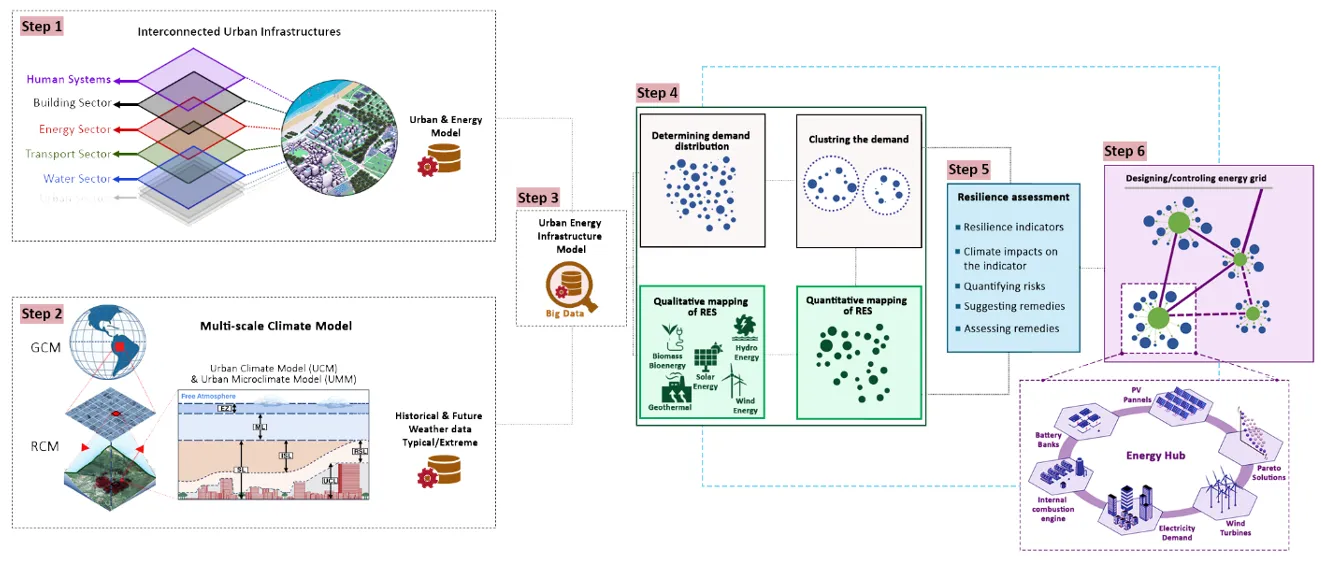 Step 1
Interconnected Urban Infrastructures
Human Systems
Building Sector
Energy Sector
Transport Sector
Water Sector
Urban & Energy
Model
Step 2
GCM
RCM
Multi-scale Climate Model
Urban Climate Model (UCM)
& Urban Microclimate Model (UMM)
Free Atmosphere
EZ
ML
SL
ISL
RSL
UCL
Historical & Future
Weather data
Typical/Extreme
Step 3
Urban Energy
Infrastructure
Model
Big Data
Step 4
Determining demand
distribution
Clustring the demand
Qualitative mapping
of RES
Biomass
Bioenergy
Hydro
Energy
Solar
Energy
Geothermal
Wind
Energy
Quantitative mapping
of RES
Step 5
Resilience assessment
Resilience indicators
Climate impacts on
the indicator
Quantifying risks
Suggesting remedies
Assessing remedies
Step 6
Designing/controling energy grid
PV
Pannels
Battery
Banks
Energy Hub
Pareto
Solutions
Internal
combustion
engine
Electricity
Demand
Wind
Turbines